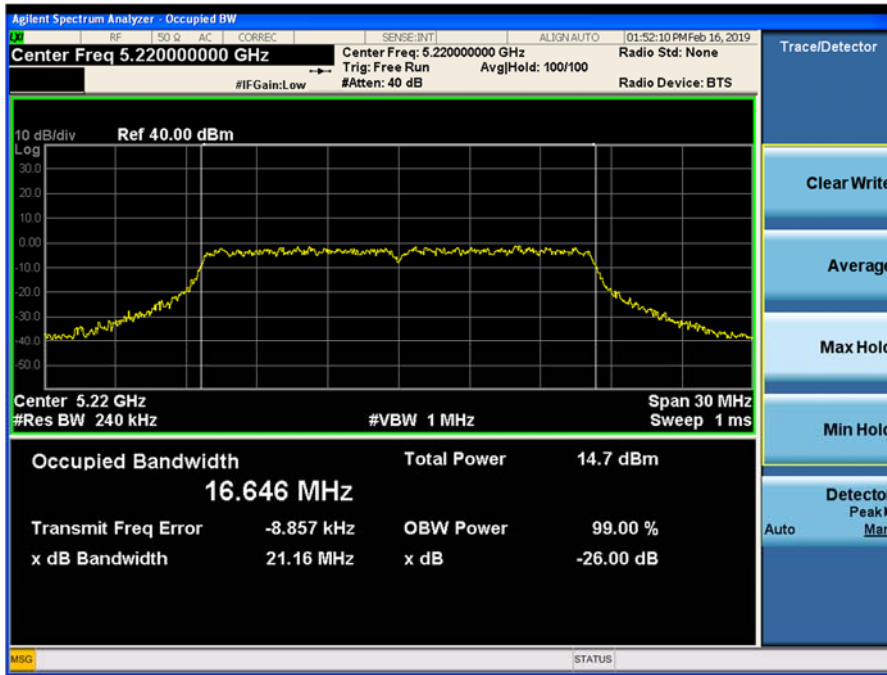 Agilent Spectrum Analyzer - Occupied BW
LXI RF 50 Ω AC CORREC SENSE:INT ALIGN AUTO 01:52:10 PM Feb 16, 2019
Center Freq 5.220000000 GHz
Center Freq: 5.220000000 GHz
Radio Std: None
Trig: Free Run Avg|Hold: 100/100
#IFGain:Low
#Atten: 40 dB
Radio Device: BTS
10 dB/div Ref 40.00 dBm
Log
30.0
20.0
10.0
0.00
-10.0
-20.0
-30.0
-40.0
-50.0
Center 5.22 GHz Span 30 MHz
#Res BW 240 kHz #VBW 1 MHz Sweep 1 ms
Occupied Bandwidth Total Power 14.7 dBm
16.646 MHz
Transmit Freq Error -8.857 kHz OBW Power 99.00 %
x dB Bandwidth 21.16 MHz x dB -26.00 dB
MSG STATUS
Trace/Detector
Clear Write
Average
Max Hold
Min Hold
Detector
Peak
Auto Man